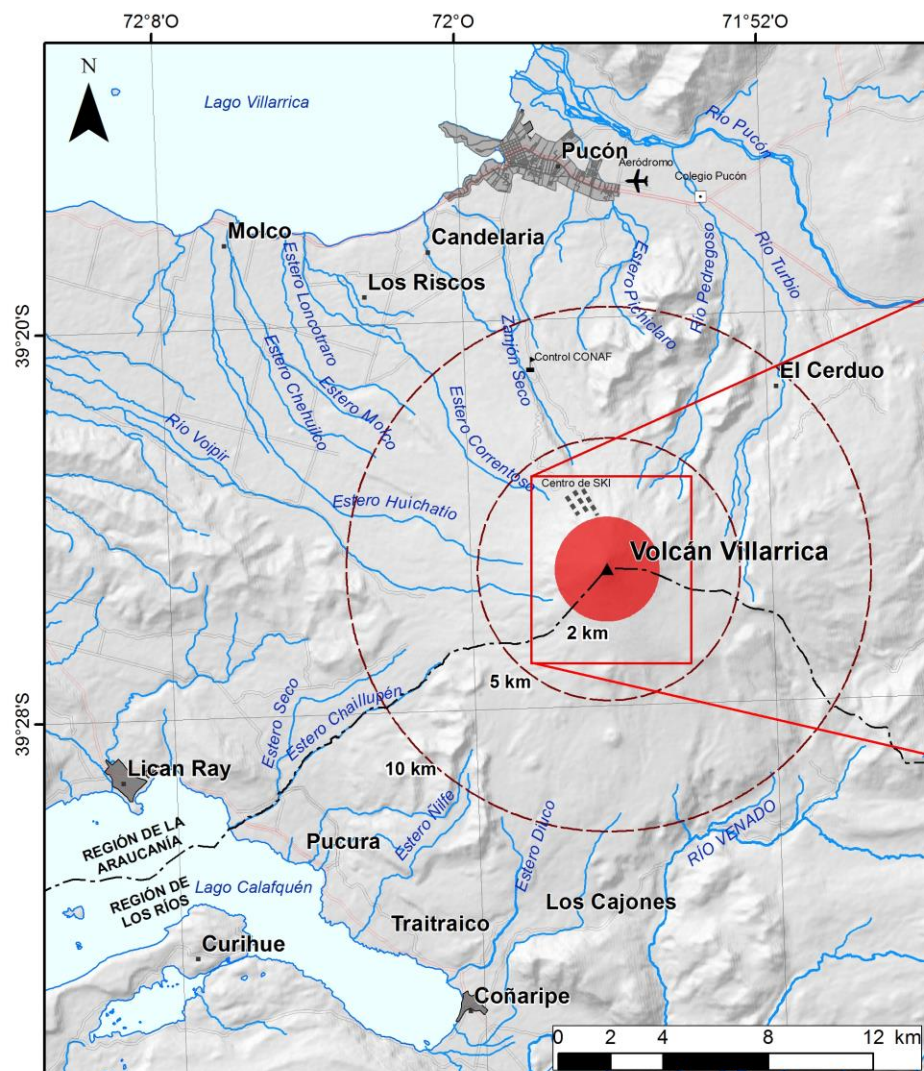 72°8'O
72°O
71°52'O
N
Lago Villarrica
Río Pucón
Pucón
Aeródromo
Colegio Pucón
Molco
Candelaria
Los Riscos
Estero Loncotraro
Estero Pichiclaro
Río Pedregoso
Río Turbio
39°20'S
Zanjón Seco
Control CONAF
El Cerduo
Estero Chehuilco
Estero Molco
Estero Correntoso
Río Voipir
Centro de SKI
Estero Huichatío
Volcán Villarrica
2 km
5 km
10 km
39°28'S
Estero Seco
Estero Chaillupén
Lican Ray
REGIÓN DE LA
ARAUCANÍA
REGIÓN DE
LOS RÍOS
Pucura
Estero Ñilfe
Estero Diuco
RÍO VENADO
Lago Calafquén
Traitraico
Los Cajones
Curihue
Coñaripe
0 2 4 8 12 km